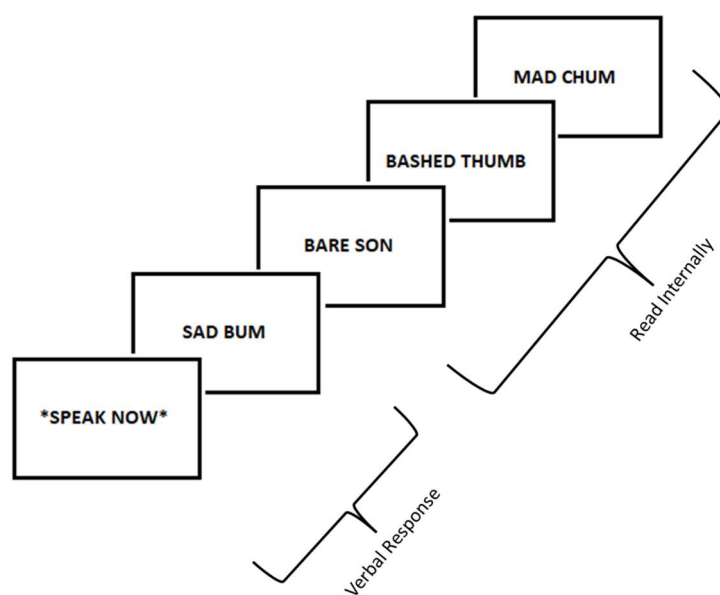 MAD CHUM
BASHED THUMB
BARE SON
SAD BUM
*SPEAK NOW*
Read Internally
Verbal Response